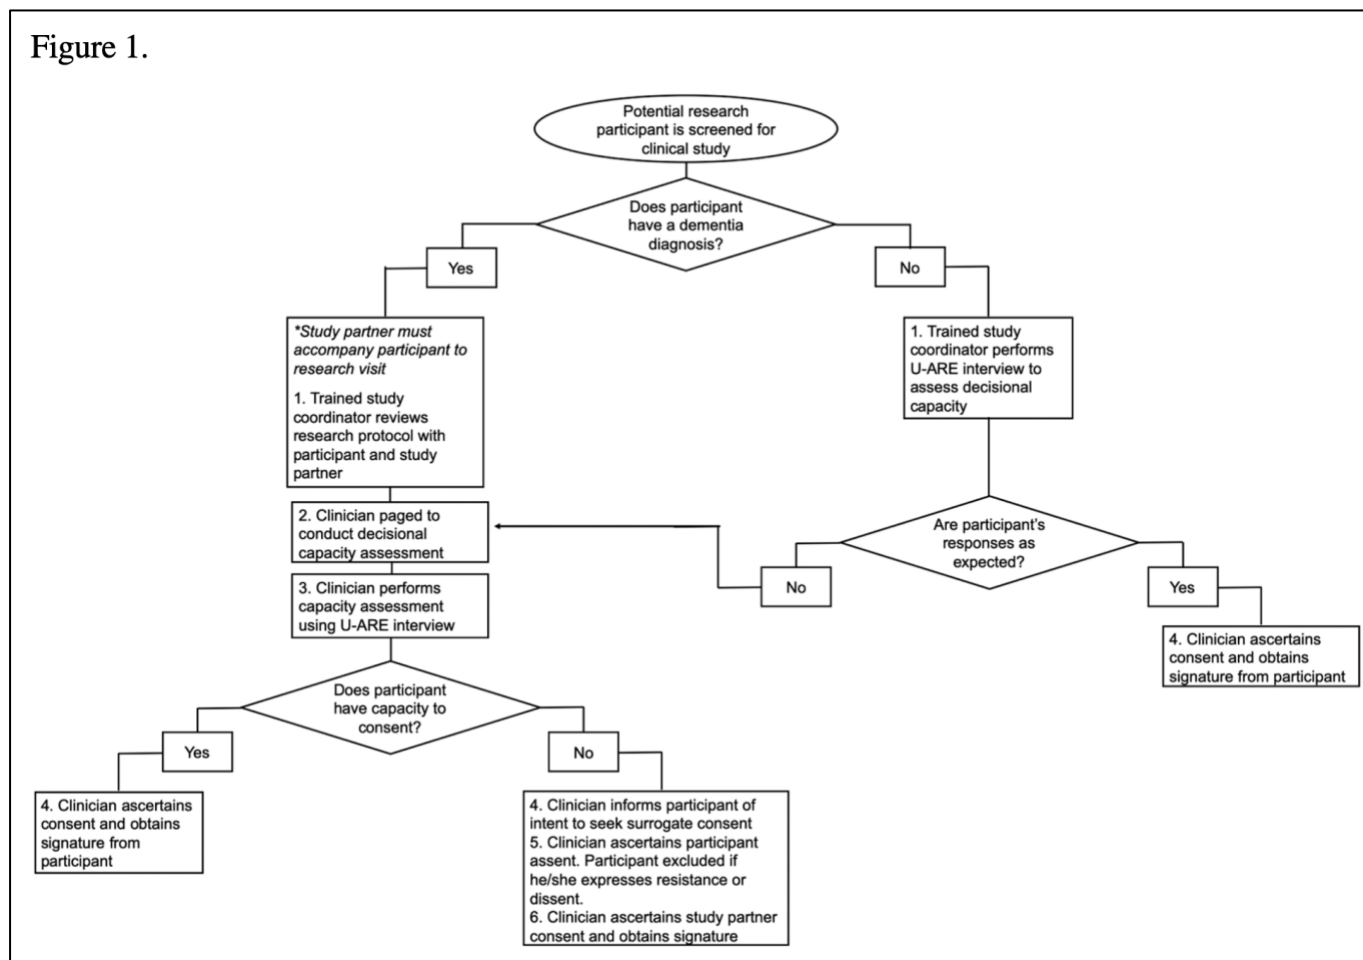 Figure 1.
Potential research
participant is screened for
clinical study
Does participant
have a dementia
diagnosis?
Yes
No
*Study partner must
accompany participant to
research visit
1. Trained study
coordinator reviews
research protocol with
participant and study
partner
1. Trained study
coordinator performs
U-ARE interview to
assess decisional
capacity
2. Clinician paged to
conduct decisional
capacity assessment
Are participant's
responses as
expected?
3. Clinician performs
capacity assessment
using U-ARE interview
No
Yes
4. Clinician ascertains
consent and obtains
signature from participant
Does participant
have capacity to
consent?
Yes
No
4. Clinician ascertains
consent and obtains
signature from
participant
4. Clinician informs participant of
intent to seek surrogate consent
5. Clinician ascertains participant
assent. Participant excluded if
he/she expresses resistance or
dissent.
6. Clinician ascertains study partner
consent and obtains signature